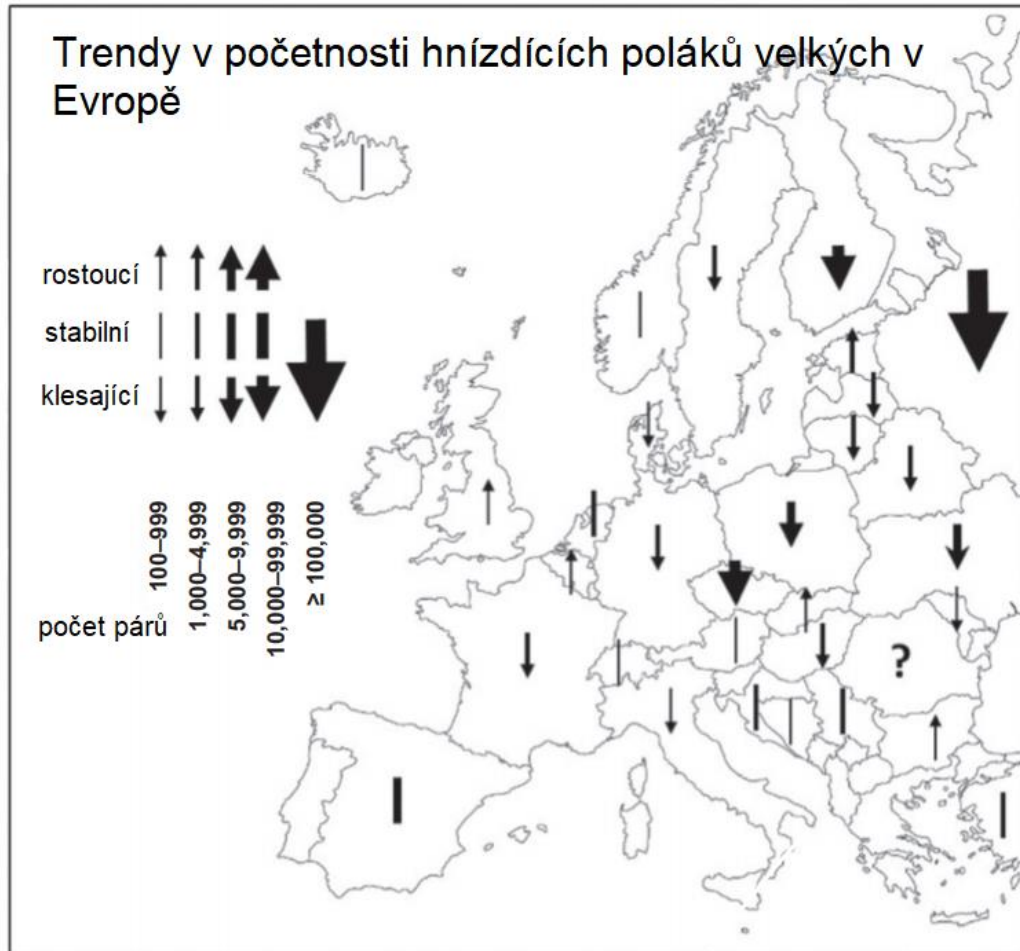 Trendy v početnosti hnízdících poláků velkých v
Evropě
rostoucí
stabilní
klesající
počet párů
100–999
1,000–4,999
5,000–9,999
10,000–99,999
≥ 100,000
?